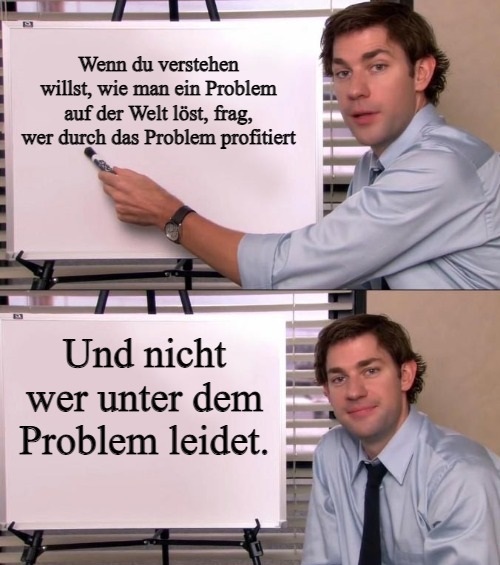 Wenn du verstehen
willst, wie man ein Problem
auf der Welt löst, frag,
wer durch das Problem profitiert
Und nicht
wer unter dem
Problem leidet.